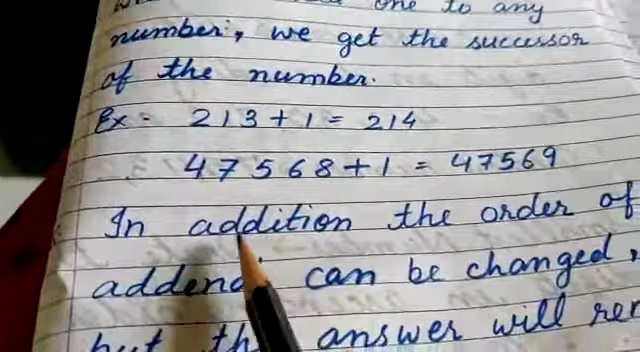 one to any
number, we get the successor
of the number.
Ex - 213 + 1 = 214
47568 + 1 = 47569
In addition the order of
can be changed,
but answer will